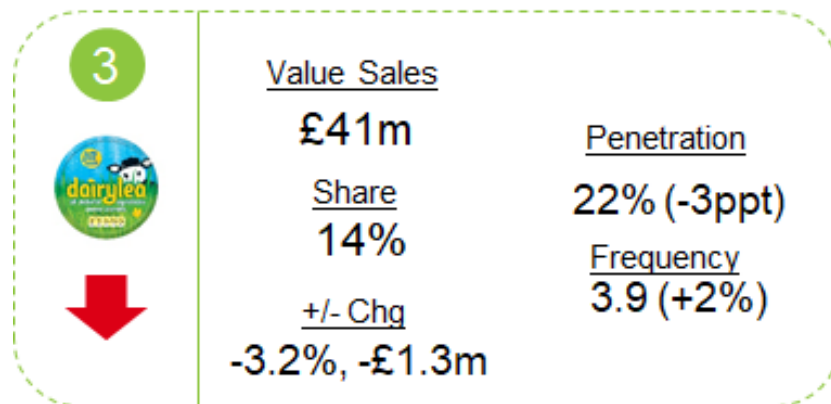 3
dairylea
Value Sales
£41m
Share
14%
+/- Chg
-3.2%, -£1.3m
Penetration
22% (-3ppt)
Frequency
3.9 (+2%)